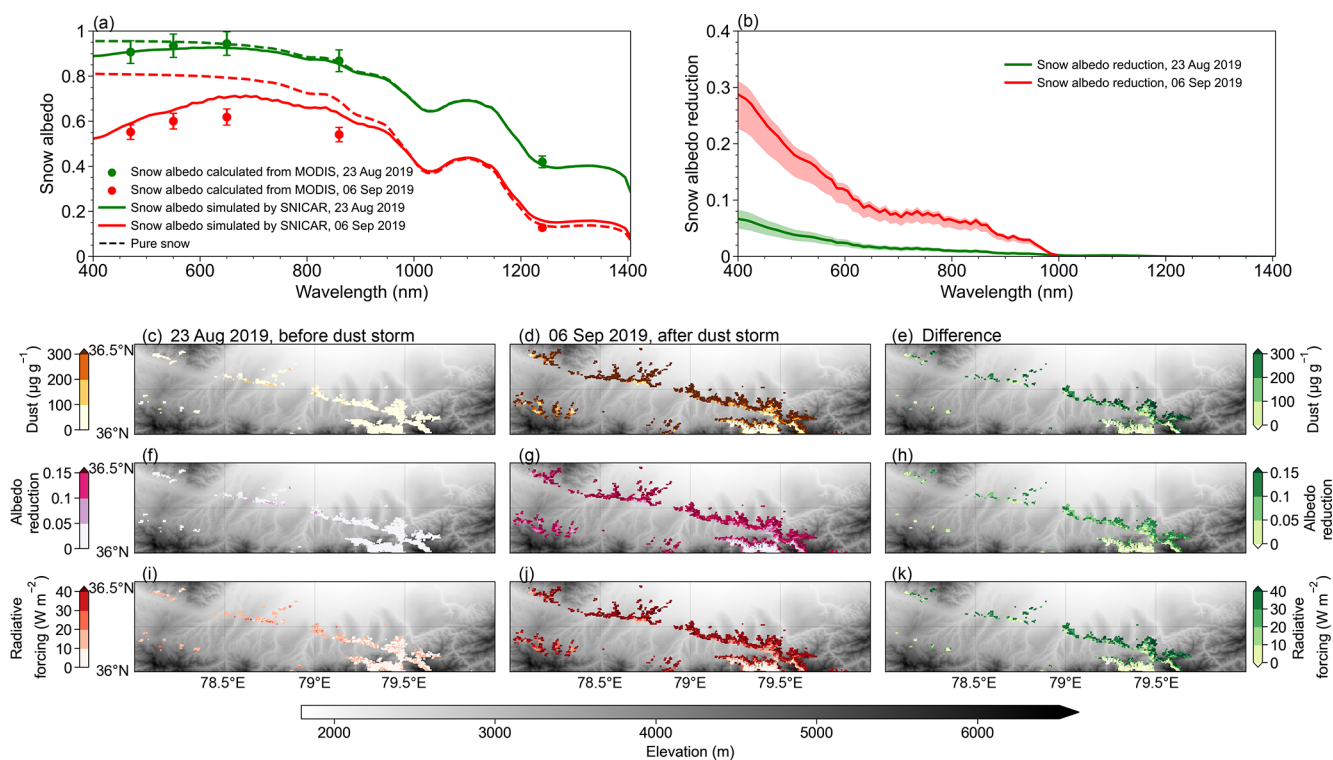 (a)
(b)
Snow albedo
1
0.8
0.6
0.4
0.2
0
Snow albedo calculated from MODIS, 23 Aug 2019
Snow albedo calculated from MODIS, 06 Sep 2019
Snow albedo simulated by SNICAR, 23 Aug 2019
Snow albedo simulated by SNICAR, 06 Sep 2019
Pure snow
400 600 800 1000 1200 1400
Wavelength (nm)
Snow albedo reduction
0.4
0.3
0.2
0.1
0
Snow albedo reduction, 23 Aug 2019
Snow albedo reduction, 06 Sep 2019
400 600 800 1000 1200 1400
Wavelength (nm)
(c) 23 Aug 2019, before dust storm
(d) 06 Sep 2019, after dust storm
(e) Difference
Dust (μg g⁻¹)
300
200
100
0
36.5°N
36°N
300
200
100
0
Dust (μg g⁻¹)
(f)
(g)
(h)
Albedo
reduction
0.15
0.1
0.05
0
36.5°N
36°N
0.15
0.1
0.05
0
Albedo
reduction
(i)
(j)
(k)
Radiative
forcing (W m⁻²)
40
30
20
10
0
36.5°N
36°N
40
30
20
10
0
Radiative
forcing (W m⁻²)
78.5°E 79°E 79.5°E
78.5°E 79°E 79.5°E
78.5°E 79°E 79.5°E
2000 3000 4000 5000 6000
Elevation (m)